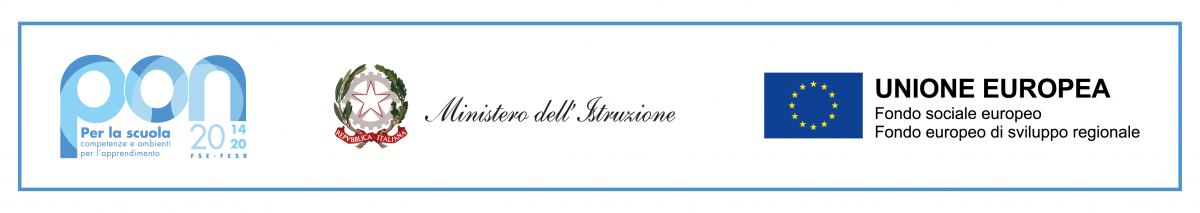 pon
Per la scuola
competenze e ambienti
per l'apprendimento
20 14
20
FSE-FESR
REPVBBLICA ITALIANA
Ministero dell'Istruzione
UNIONE EUROPEA
Fondo sociale europeo
Fondo europeo di sviluppo regionale